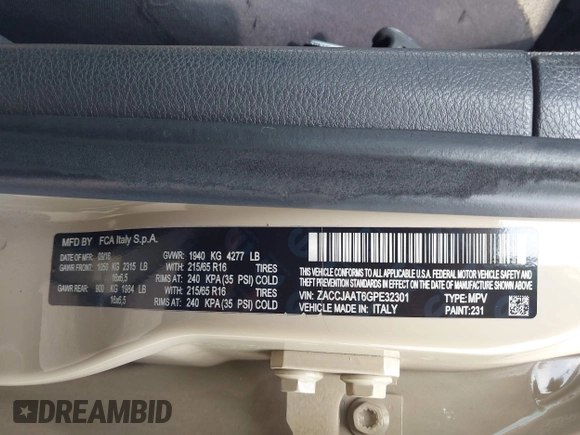 MFD BY FCA Italy S.p.A.
DATE OF MFR: 09/16 GVWR: 1940 KG 4277 LB
GAWR FRONT: 1050 KG 2315 LB WITH: 215/65 R16 TIRES
16x6,5 RIMS AT: 240 KPA (35 PSI) COLD
GAWR REAR: 900 KG 1984 LB WITH: 215/65 R16 TIRES
16x6,5 RIMS AT: 240 KPA (35 PSI) COLD
THIS VEHICLE CONFORMS TO ALL APPLICABLE
FEDERAL MOTOR VEHICLE SAFETY, BUMPER AND
THEFT PREVENTION STANDARDS IN EFFECT ON THE
DATE OF MANUFACTURE SHOWN ABOVE.
VIN: ZACCJAAT6GPE32301 TYPE: MPV
VEHICLE MADE IN: ITALY PAINT: 231
DREAMBID